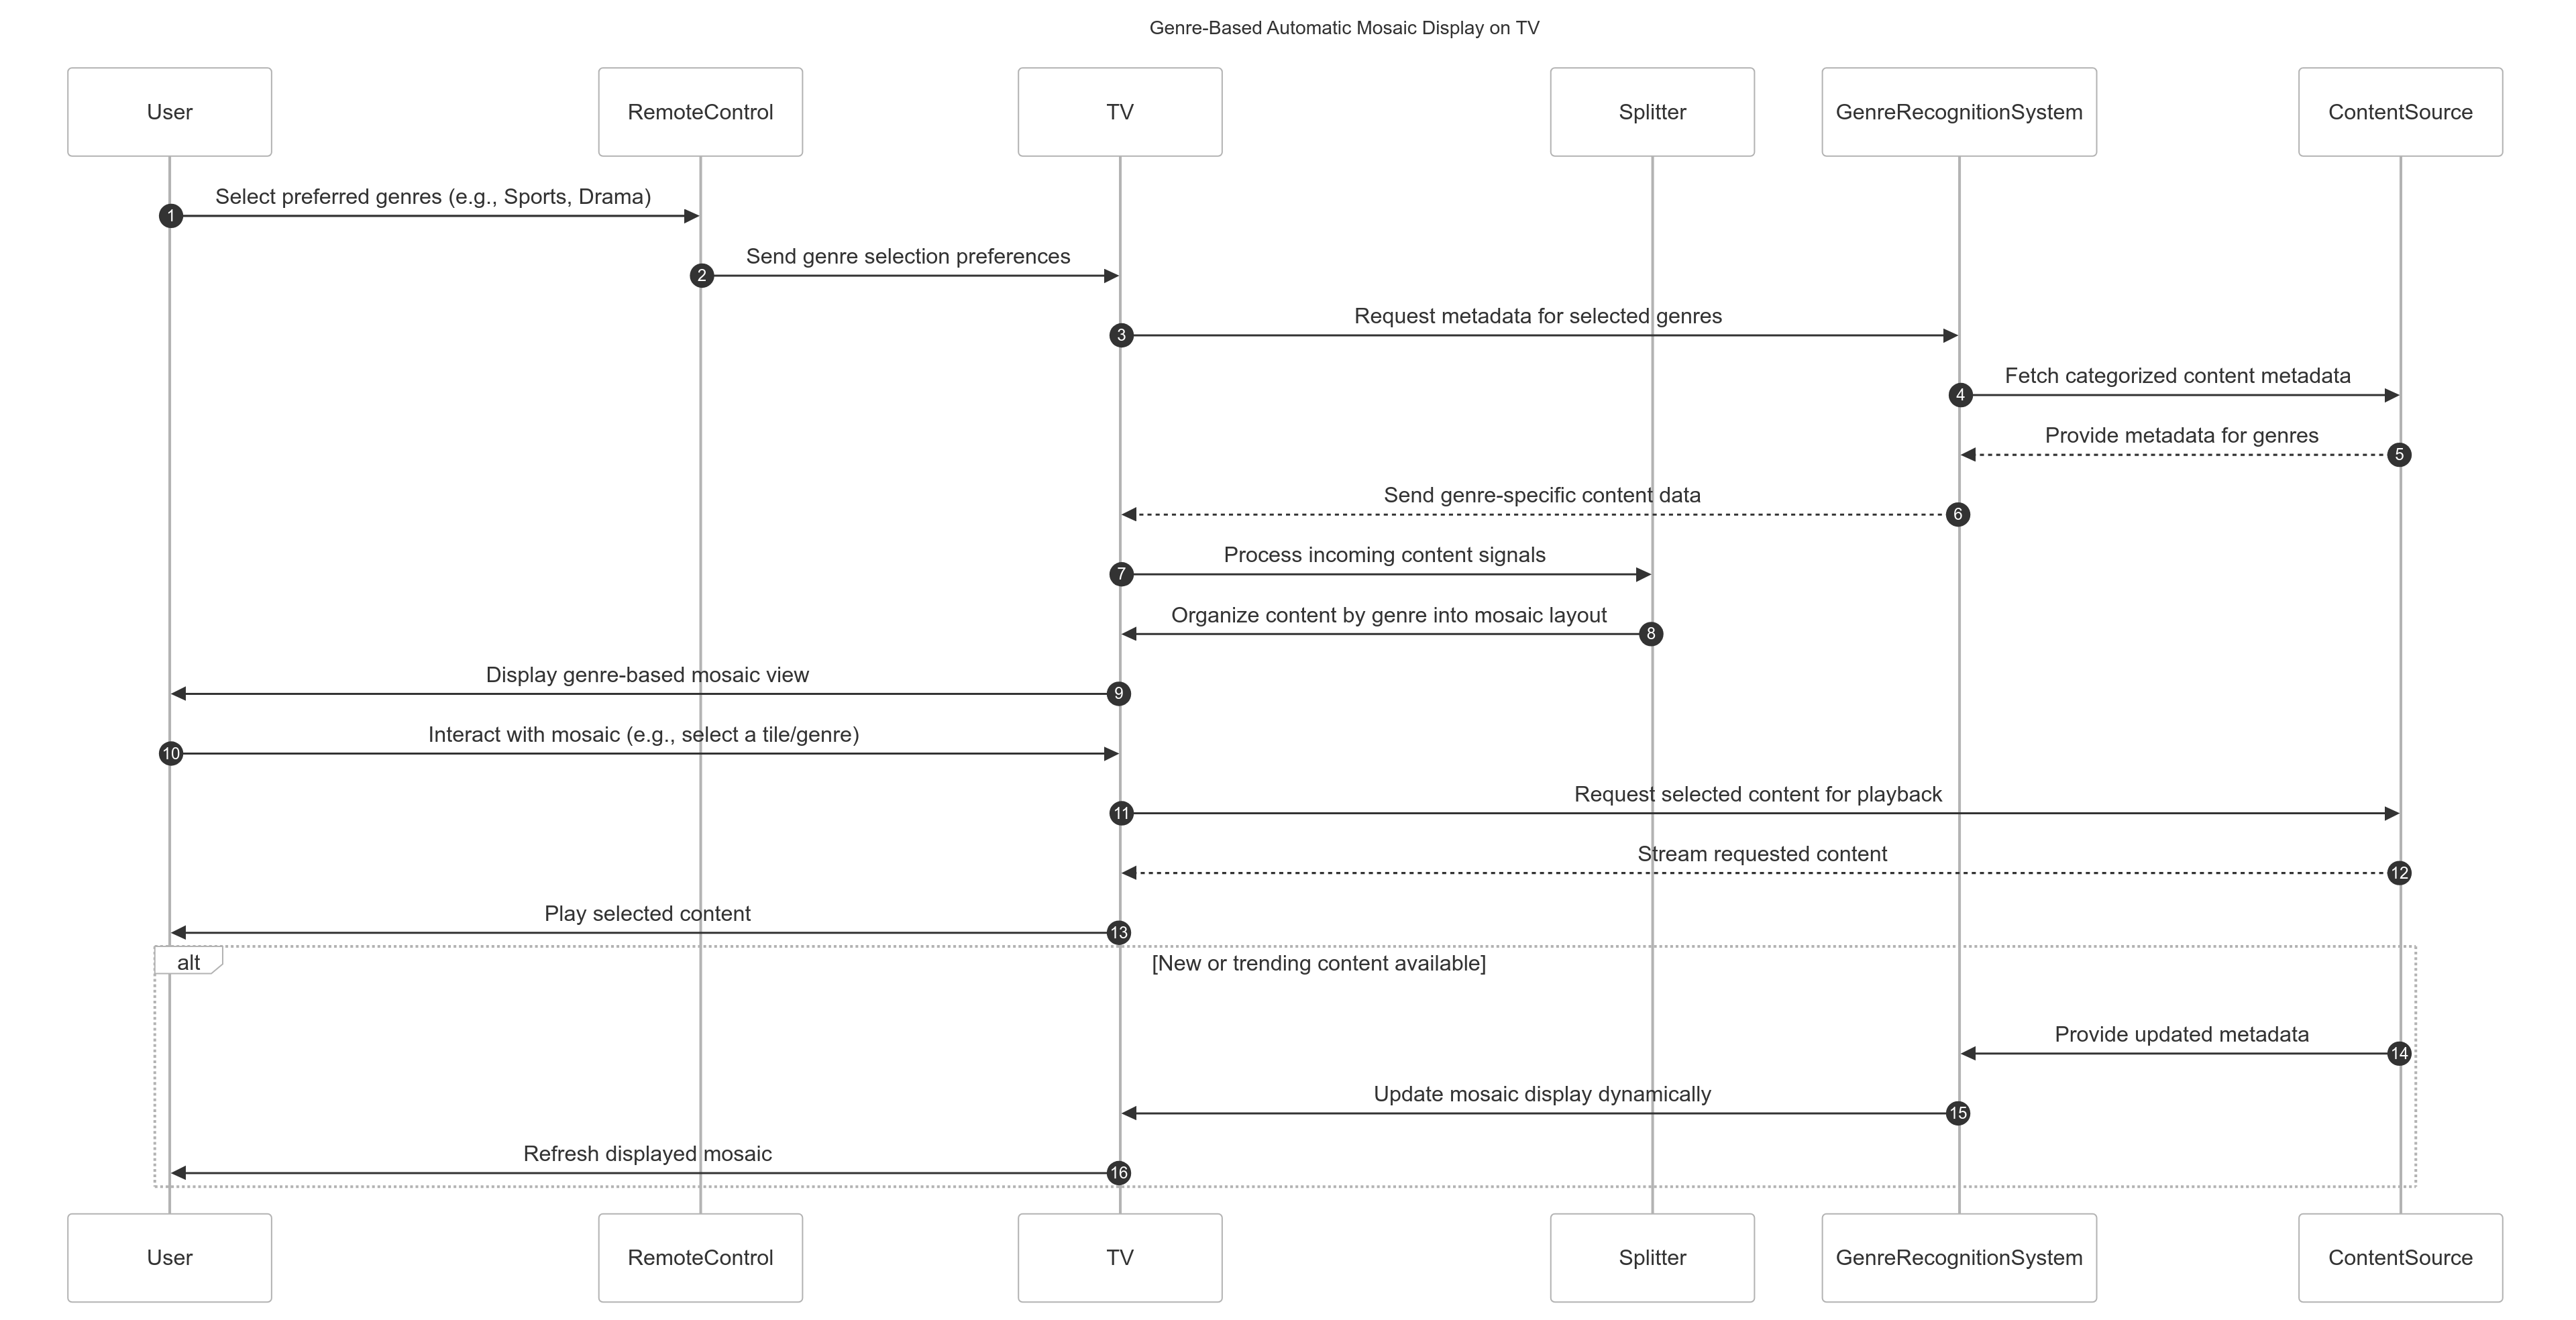 Genre-Based Automatic Mosaic Display on TV
User
RemoteControl
TV
Splitter
GenreRecognitionSystem
ContentSource
Select preferred genres (e.g., Sports, Drama)
1
Send genre selection preferences
2
Request metadata for selected genres
3
Fetch categorized content metadata
4
Provide metadata for genres
5
Send genre-specific content data
6
Process incoming content signals
7
Organize content by genre into mosaic layout
8
Display genre-based mosaic view
9
Interact with mosaic (e.g., select a tile/genre)
10
Request selected content for playback
11
Stream requested content
12
Play selected content
13
alt
[New or trending content available]
Provide updated metadata
14
Update mosaic display dynamically
15
Refresh displayed mosaic
16
User
RemoteControl
TV
Splitter
GenreRecognitionSystem
ContentSource